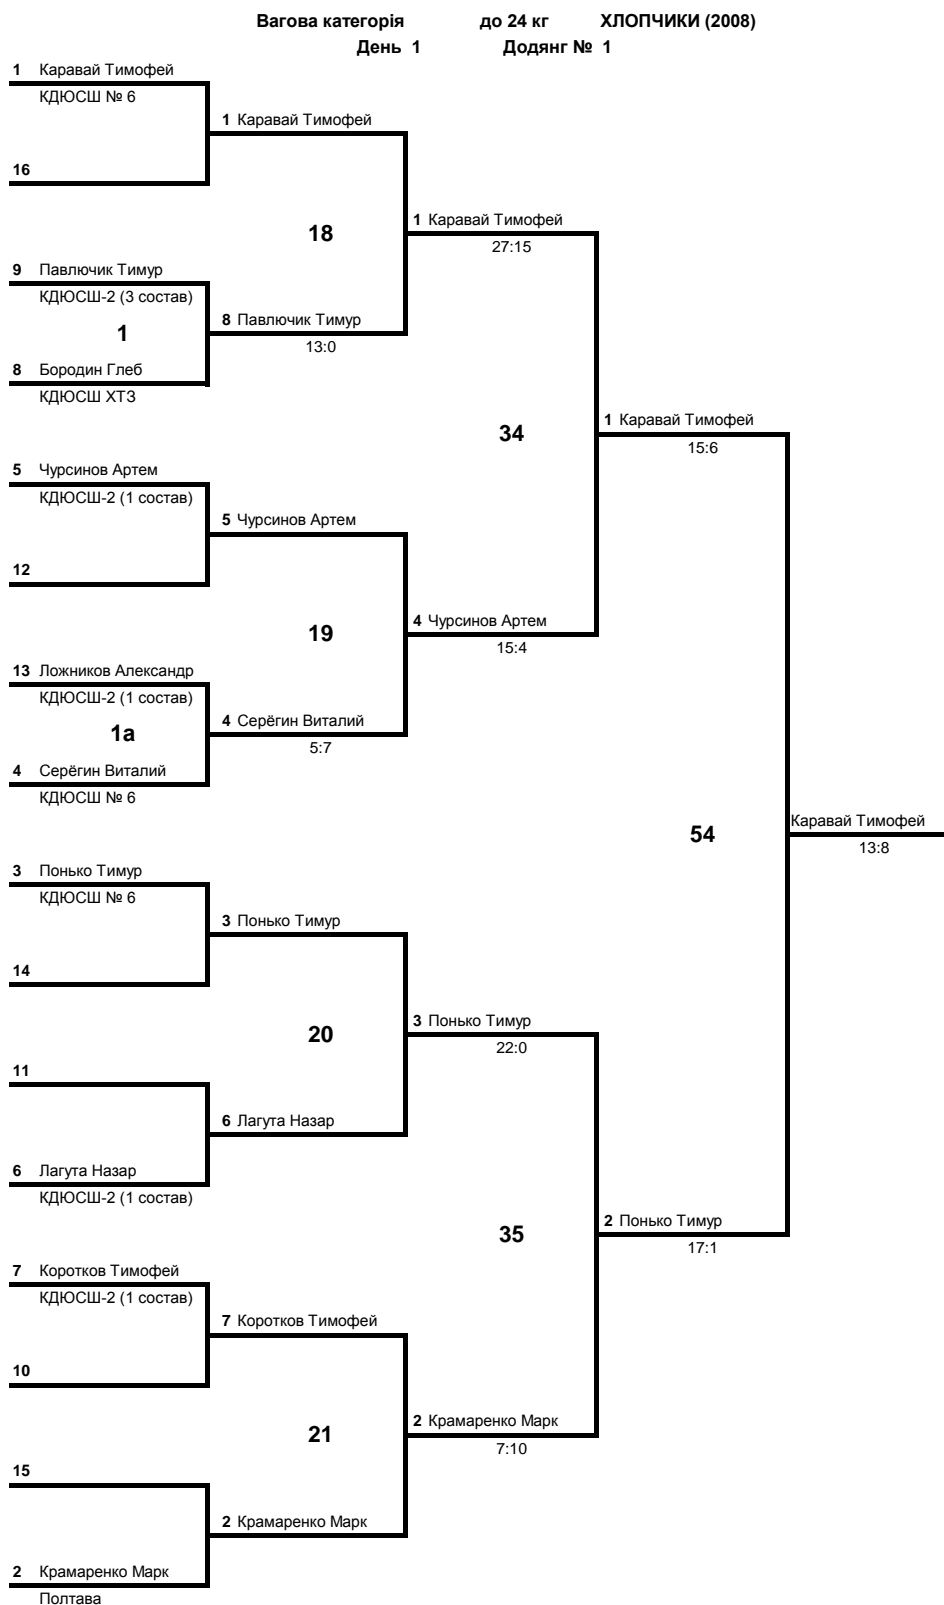 Вагова категорія до 24 кг ХЛОПЧИКИ (2008)
День 1 Додянг № 1
1 Каравай Тимофей
КДЮСШ № 6
1 Каравай Тимофей
16
18
1 Каравай Тимофей
27:15
9 Павлючик Тимур
КДЮСШ-2 (3 состав)
1
8 Павлючик Тимур
13:0
8 Бородин Глеб
КДЮСШ ХТЗ
34
1 Каравай Тимофей
15:6
5 Чурсинов Артем
КДЮСШ-2 (1 состав)
5 Чурсинов Артем
12
19
4 Чурсинов Артем
15:4
13 Ложников Александр
КДЮСШ-2 (1 состав)
1а
4 Серёгин Виталий
5:7
4 Серёгин Виталий
КДЮСШ № 6
54
Каравай Тимофей
13:8
3 Понько Тимур
КДЮСШ № 6
3 Понько Тимур
14
20
3 Понько Тимур
22:0
11
6 Лагута Назар
6 Лагута Назар
КДЮСШ-2 (1 состав)
35
2 Понько Тимур
17:1
7 Коротков Тимофей
КДЮСШ-2 (1 состав)
7 Коротков Тимофей
10
21
2 Крамаренко Марк
7:10
15
2 Крамаренко Марк
2 Крамаренко Марк
Полтава